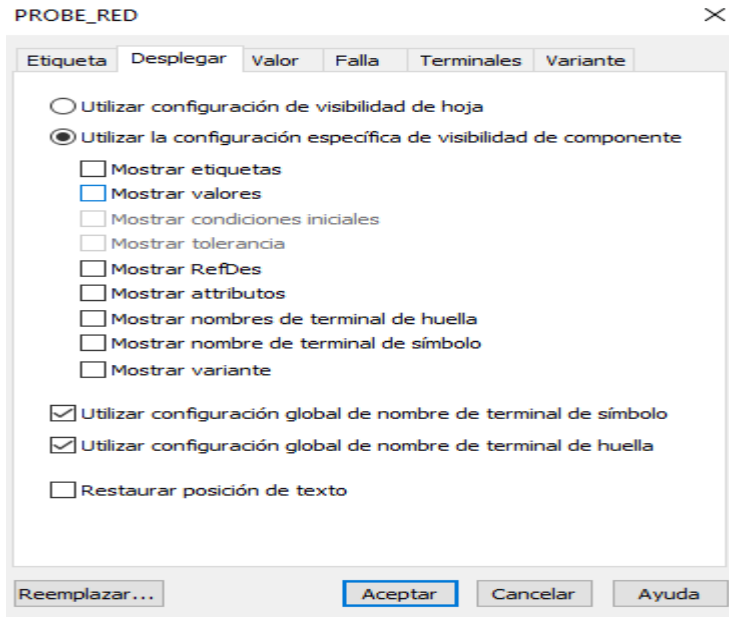 PROBE_RED
Etiqueta Desplegar Valor Falla Terminales Variante
Utilizar configuración de visibilidad de hoja
Utilizar la configuración específica de visibilidad de componente
Mostrar etiquetas
Mostrar valores
Mostrar condiciones iniciales
Mostrar tolerancia
Mostrar RefDes
Mostrar attributos
Mostrar nombres de terminal de huella
Mostrar nombre de terminal de símbolo
Mostrar variante
Utilizar configuración global de nombre de terminal de símbolo
Utilizar configuración global de nombre de terminal de huella
Restaurar posición de texto
Reemplazar... Aceptar Cancelar Ayuda